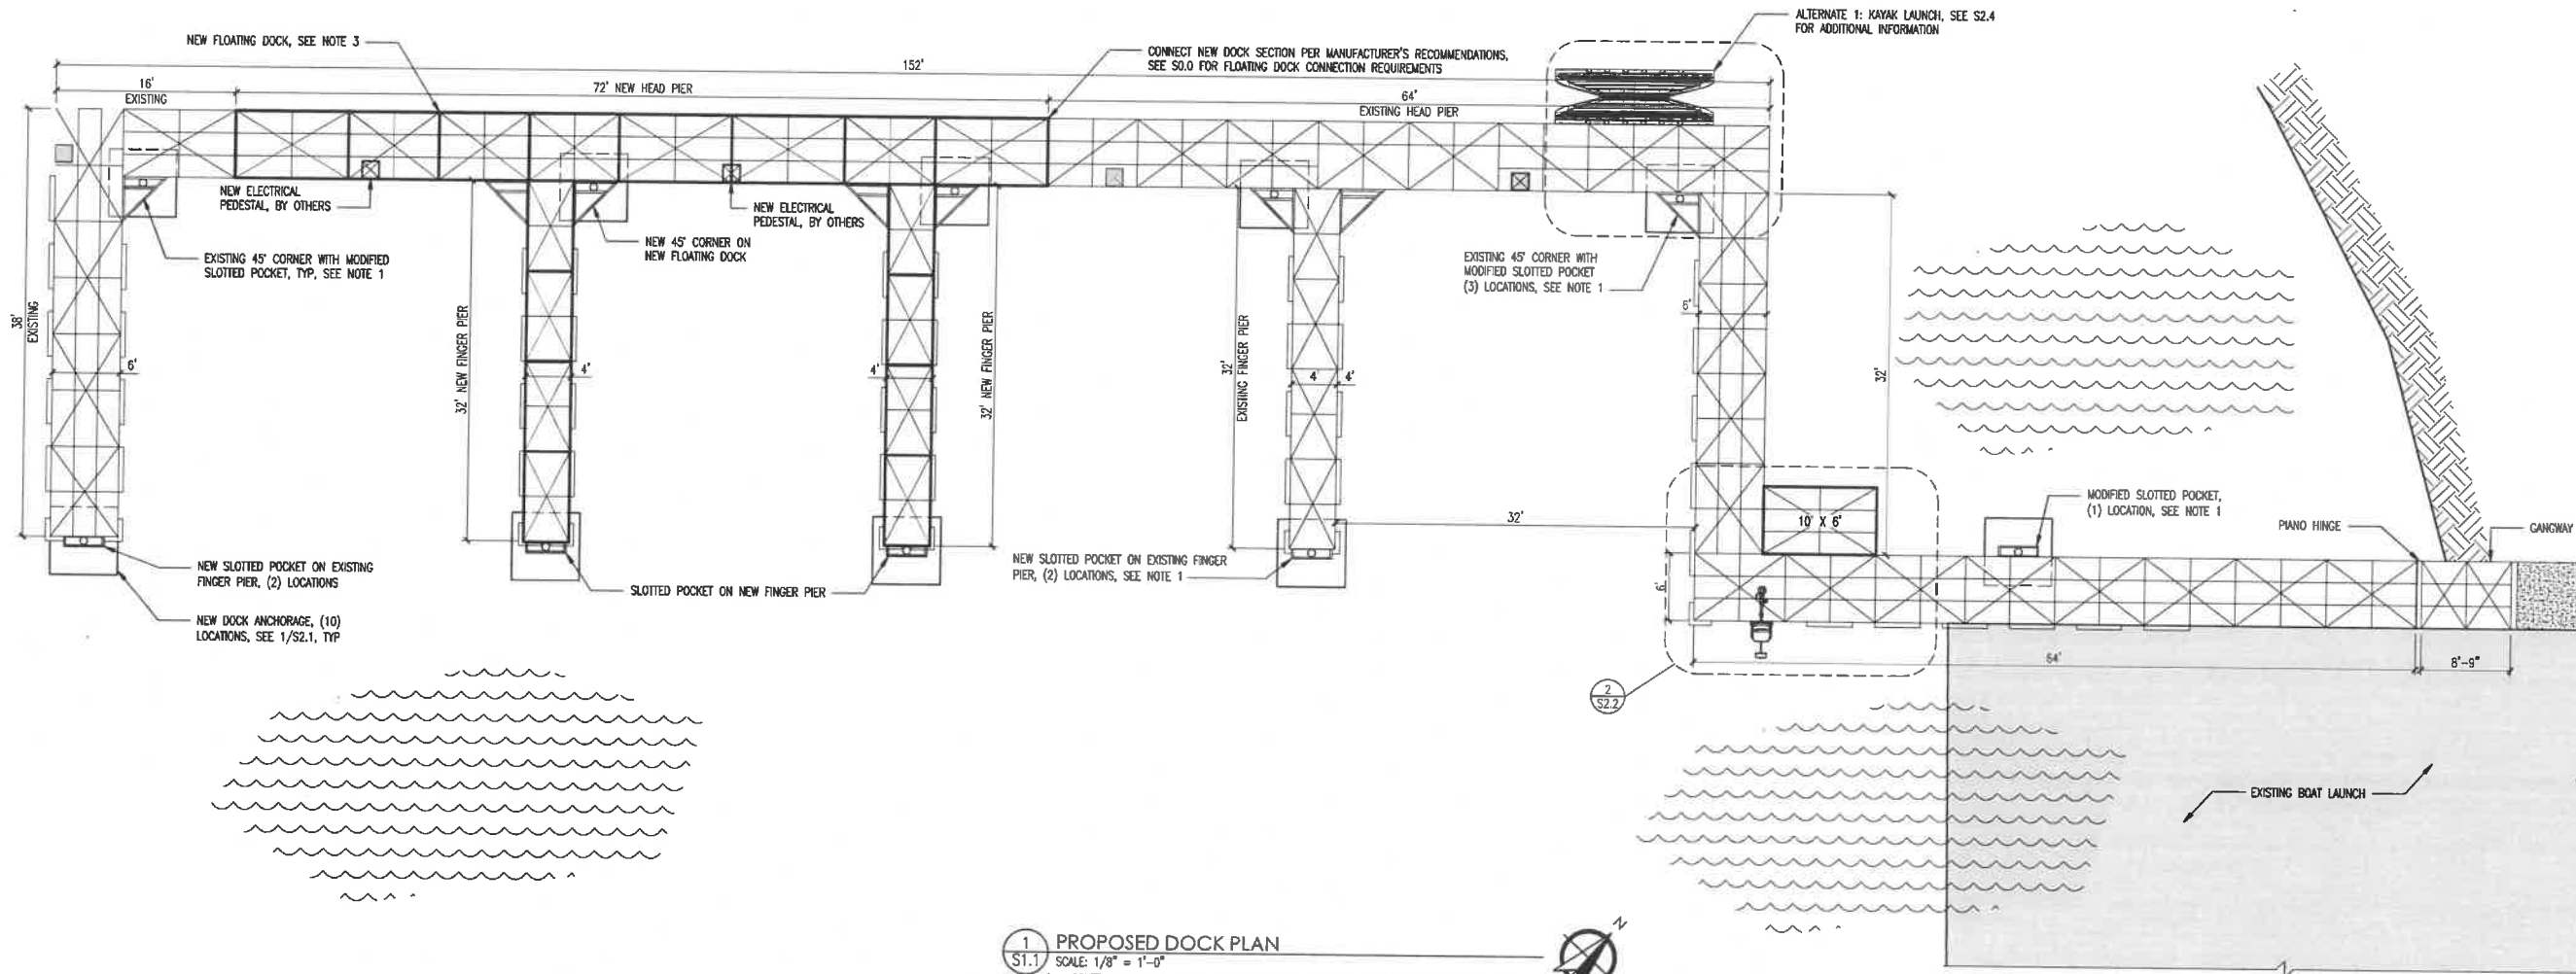 ALTERNATE 1: KAYAK LAUNCH, SEE S2.4
FOR ADDITIONAL INFORMATION
NEW FLOATING DOCK, SEE NOTE 3
CONNECT NEW DOCK SECTION PER MANUFACTURER'S RECOMMENDATIONS,
SEE S0.0 FOR FLOATING DOCK CONNECTION REQUIREMENTS
152'
16'
EXISTING
72' NEW HEAD PIER
64'
EXISTING HEAD PIER
NEW ELECTRICAL
PEDESTAL, BY OTHERS
NEW ELECTRICAL
PEDESTAL, BY OTHERS
NEW 45° CORNER ON
NEW FLOATING DOCK
EXISTING 45° CORNER WITH MODIFIED
SLOTTED POCKET, TYP, SEE NOTE 1
EXISTING 45° CORNER WITH
MODIFIED SLOTTED POCKET
(3) LOCATIONS, SEE NOTE 1
38'
EXISTING
6'
32' NEW FINGER PIER
4'
4'
32' NEW FINGER PIER
32'
EXISTING FINGER PIER
4'
4'
6'
32'
32'
10' X 6'
MODIFIED SLOTTED POCKET,
(1) LOCATION, SEE NOTE 1
PIANO HINGE
GANGWAY
NEW SLOTTED POCKET ON EXISTING
FINGER PIER, (2) LOCATIONS
SLOTTED POCKET ON NEW FINGER PIER
NEW SLOTTED POCKET ON EXISTING FINGER
PIER, (2) LOCATIONS, SEE NOTE 1
NEW DOCK ANCHORAGE, (10)
LOCATIONS, SEE 1/S2.1, TYP
6'
64'
8'-9"
2
S2.2
EXISTING BOAT LAUNCH
1
S1.1
PROPOSED DOCK PLAN
SCALE: 1/8" = 1'-0"
N